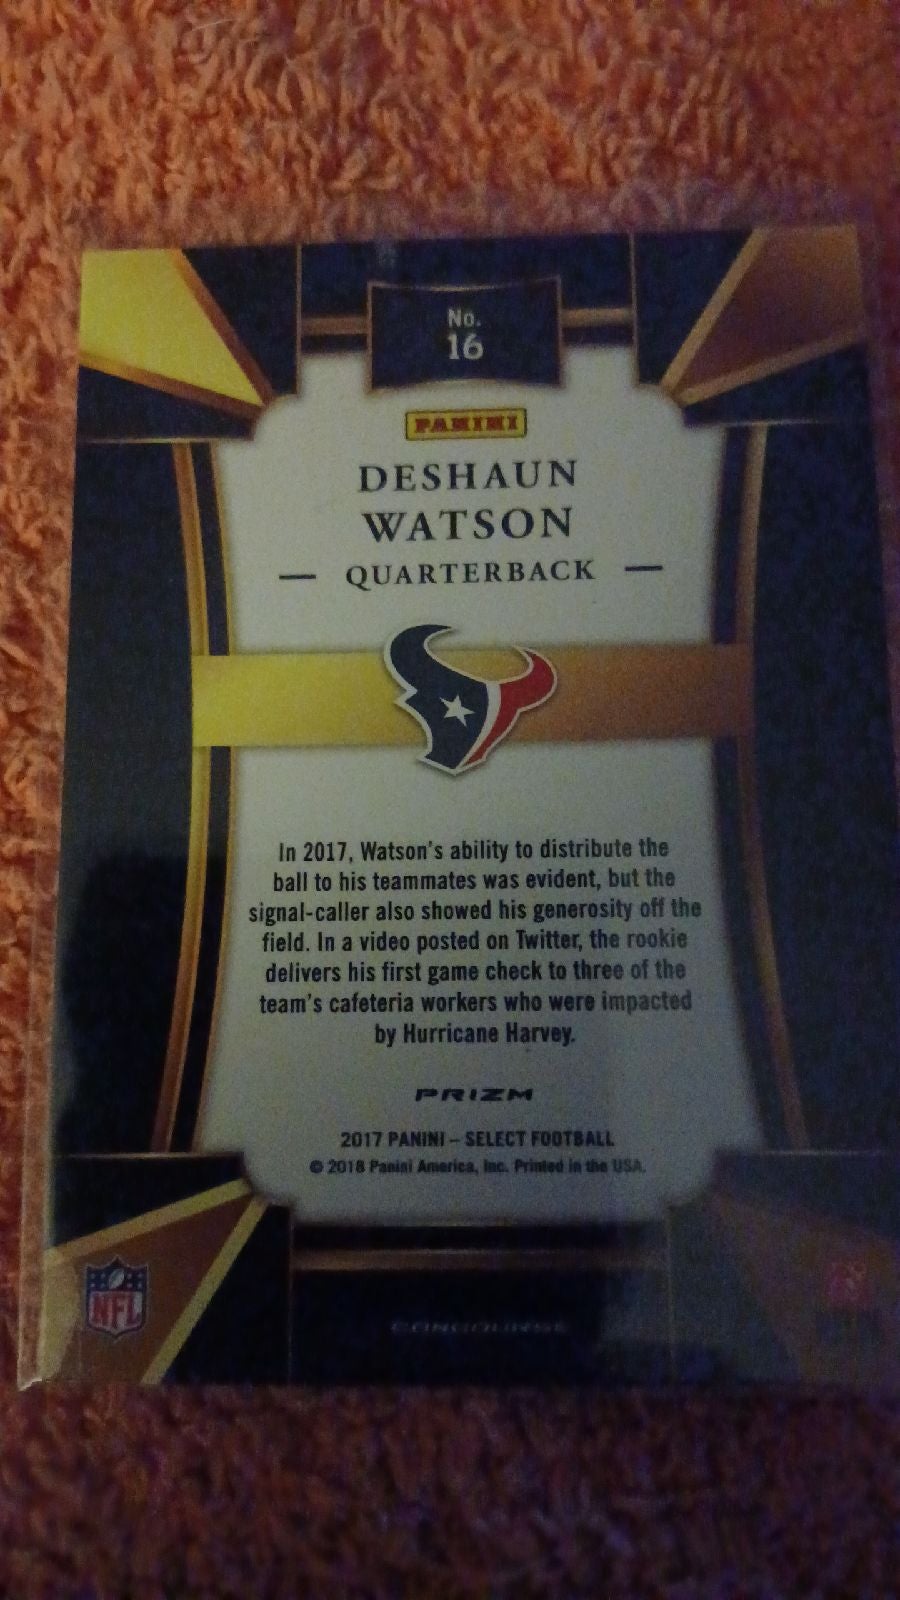 No.
16
PANINI
DESHAUN
WATSON
— QUARTERBACK —
In 2017, Watson's ability to distribute the
ball to his teammates was evident, but the
signal-caller also showed his generosity off the
field. In a video posted on Twitter, the rookie
delivers his first game check to three of the
team's cafeteria workers who were impacted
by Hurricane Harvey.
PRIZM
2017 PANINI – SELECT FOOTBALL
© 2018 Panini America, Inc. Printed in the USA.
NFL
CONCOURSE